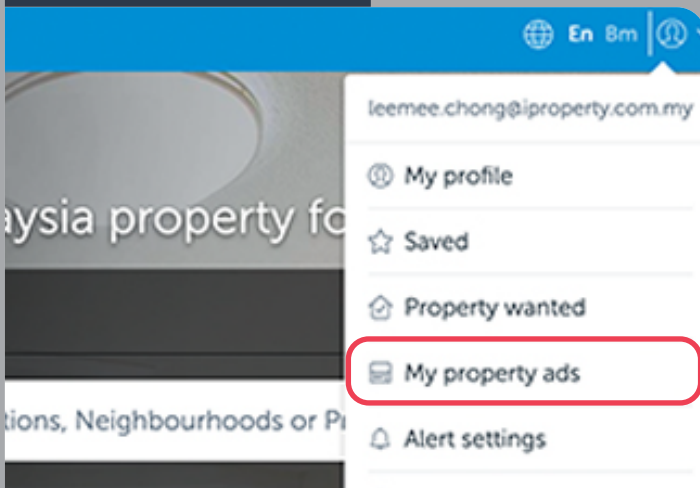 En Bm
leemee.chong@iproperty.com.my
My profile
aysia property fo
Saved
Property wanted
My property ads
tions, Neighbourhoods or Pr
Alert settings